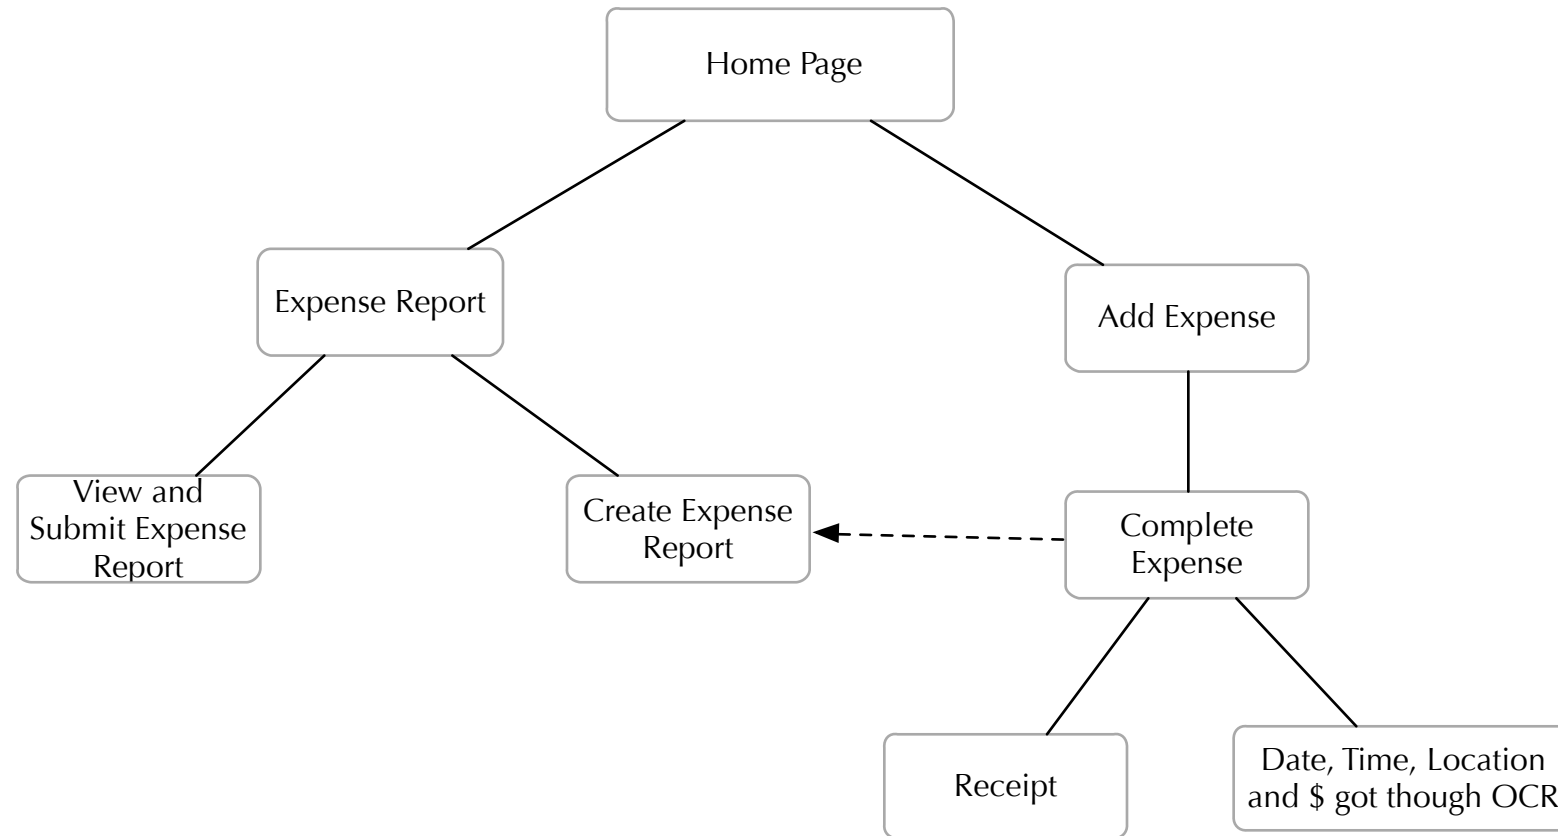 Home Page
Expense Report
Add Expense
View and
Submit Expense
Report
Create Expense
Report
Complete
Expense
Receipt
Date, Time, Location
and $ got though OCR